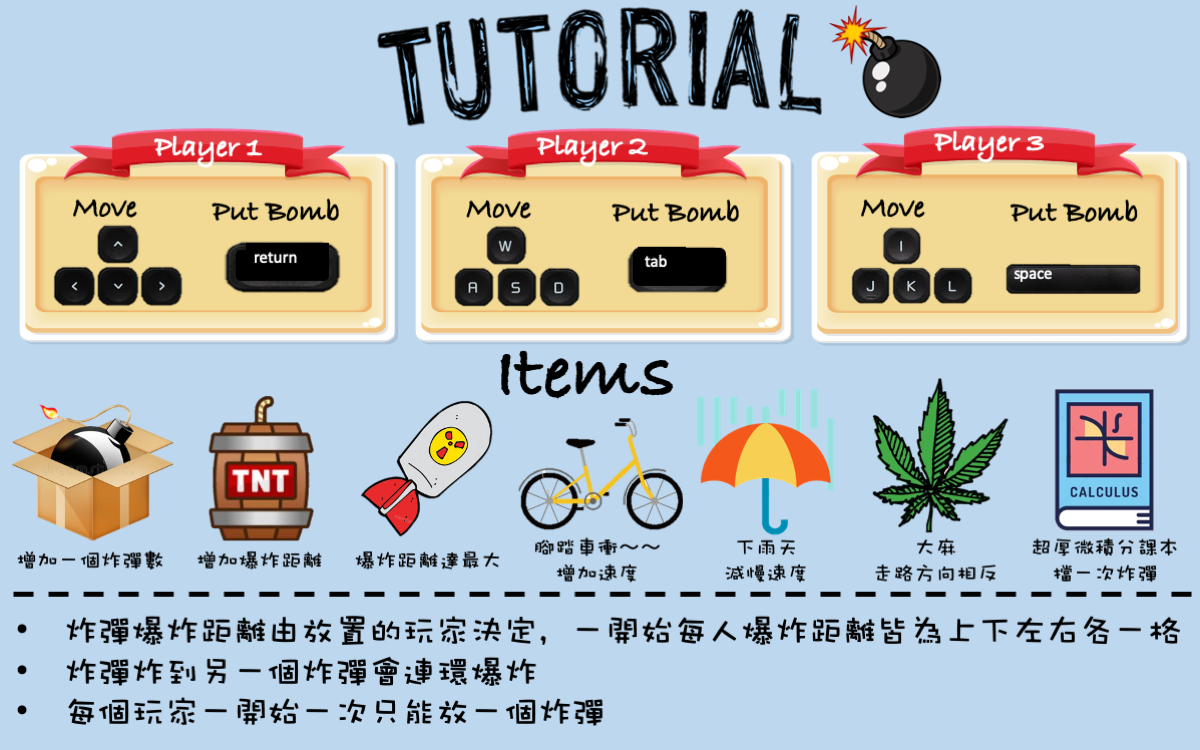 TUTORIAL
Player 1
Move
Put Bomb
^
< v >
return
Player 2
Move
Put Bomb
W
A S D
tab
Player 3
Move
Put Bomb
I
J K L
space
Items
TNT
CALCULUS
增加一個炸彈數
增加爆炸距離
爆炸距離達最大
腳踏車衝～～
增加速度
下雨天
減慢速度
大麻
走路方向相反
超厚微積分課本
擋一次炸彈
• 炸彈爆炸距離由放置的玩家決定，一開始每人爆炸距離皆為上下左右各一格
• 炸彈炸到另一個炸彈會連環爆炸
• 每個玩家一開始一次只能放一個炸彈